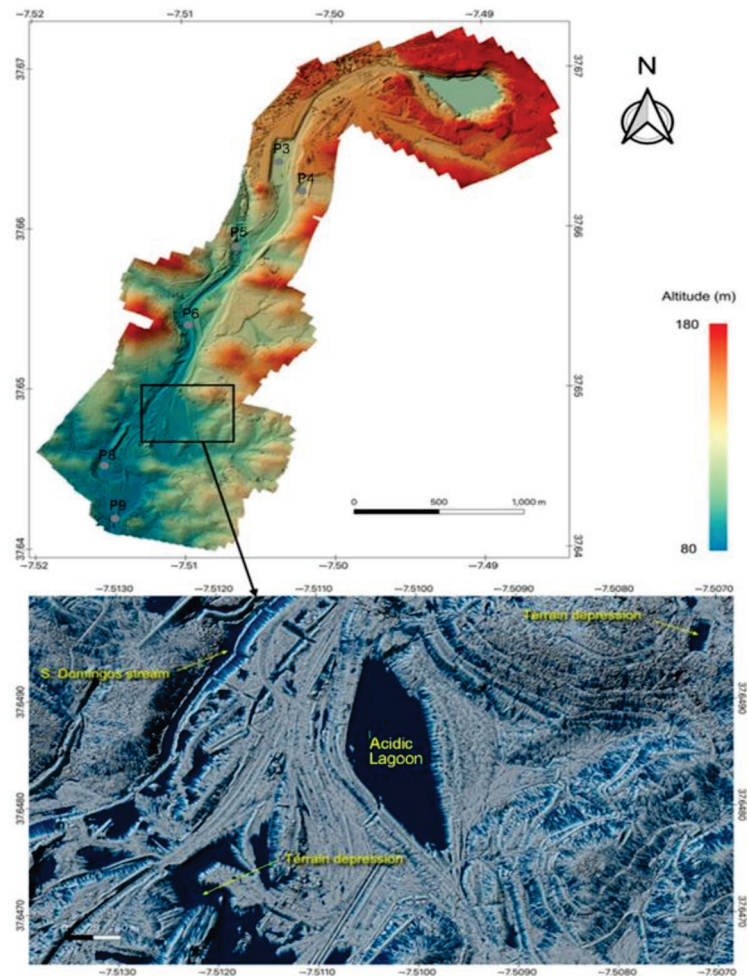 −7.52
−7.51
−7.50
−7.49
37.67
37.67
N
P3
P4
P5
37.66
37.66
P6
Altitude (m)
180
37.65
37.65
P8
P9
0
500
1,000 m
80
37.64
37.64
−7.52
−7.51
−7.50
−7.49
−7.5130
−7.5120
−7.5110
−7.5100
−7.5090
−7.5080
−7.5070
Terrain depression
S. Domingos stream
37.6490
37.6490
Acidic
Lagoon
37.6480
37.6480
Terrain depression
37.6470
37.6470
−7.5130
−7.5120
−7.5110
−7.5100
−7.5090
−7.5080
−7.5070